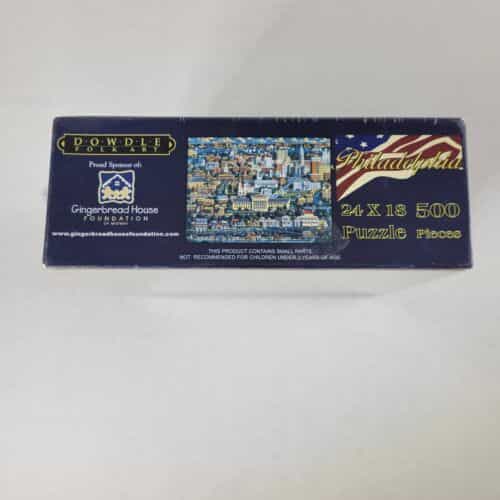 DOWDLE
FOLK ART
Proud Sponsor of:
Gingerbread House
FOUNDATION
www.gingerbreadhousefoundation.com
THIS PRODUCT CONTAINS SMALL PARTS
NOT RECOMMENDED FOR CHILDREN UNDER 3 YEARS OF AGE
Philadelphia
24 X 18 500
Puzzle Pieces